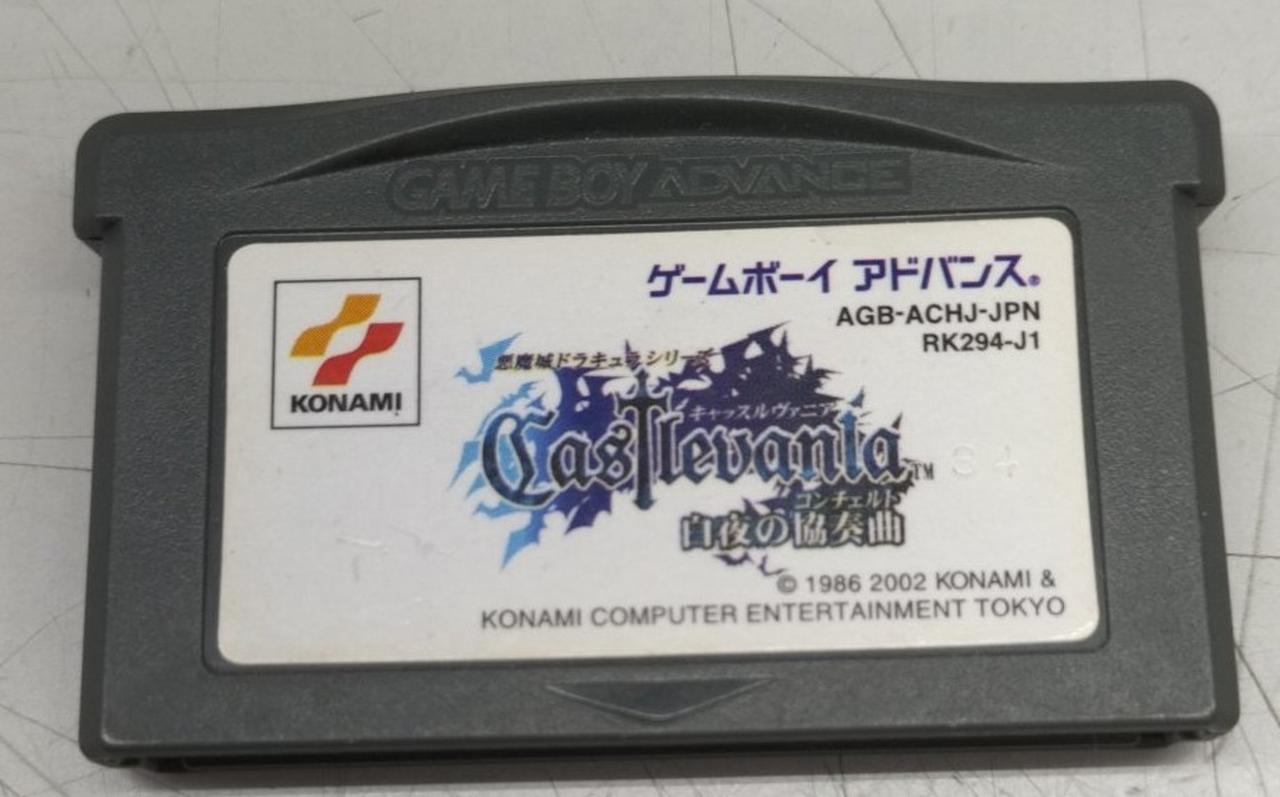 GAME BOY ADVANCE
ゲームボーイ アドバンス®
AGB-ACHJ-JPN
RK294-J1
KONAMI
悪魔城ドラキュラシリーズ
キャッスルヴァニア
Castlevania™
コンチェルト
白夜の協奏曲
© 1986 2002 KONAMI &
KONAMI COMPUTER ENTERTAINMENT TOKYO